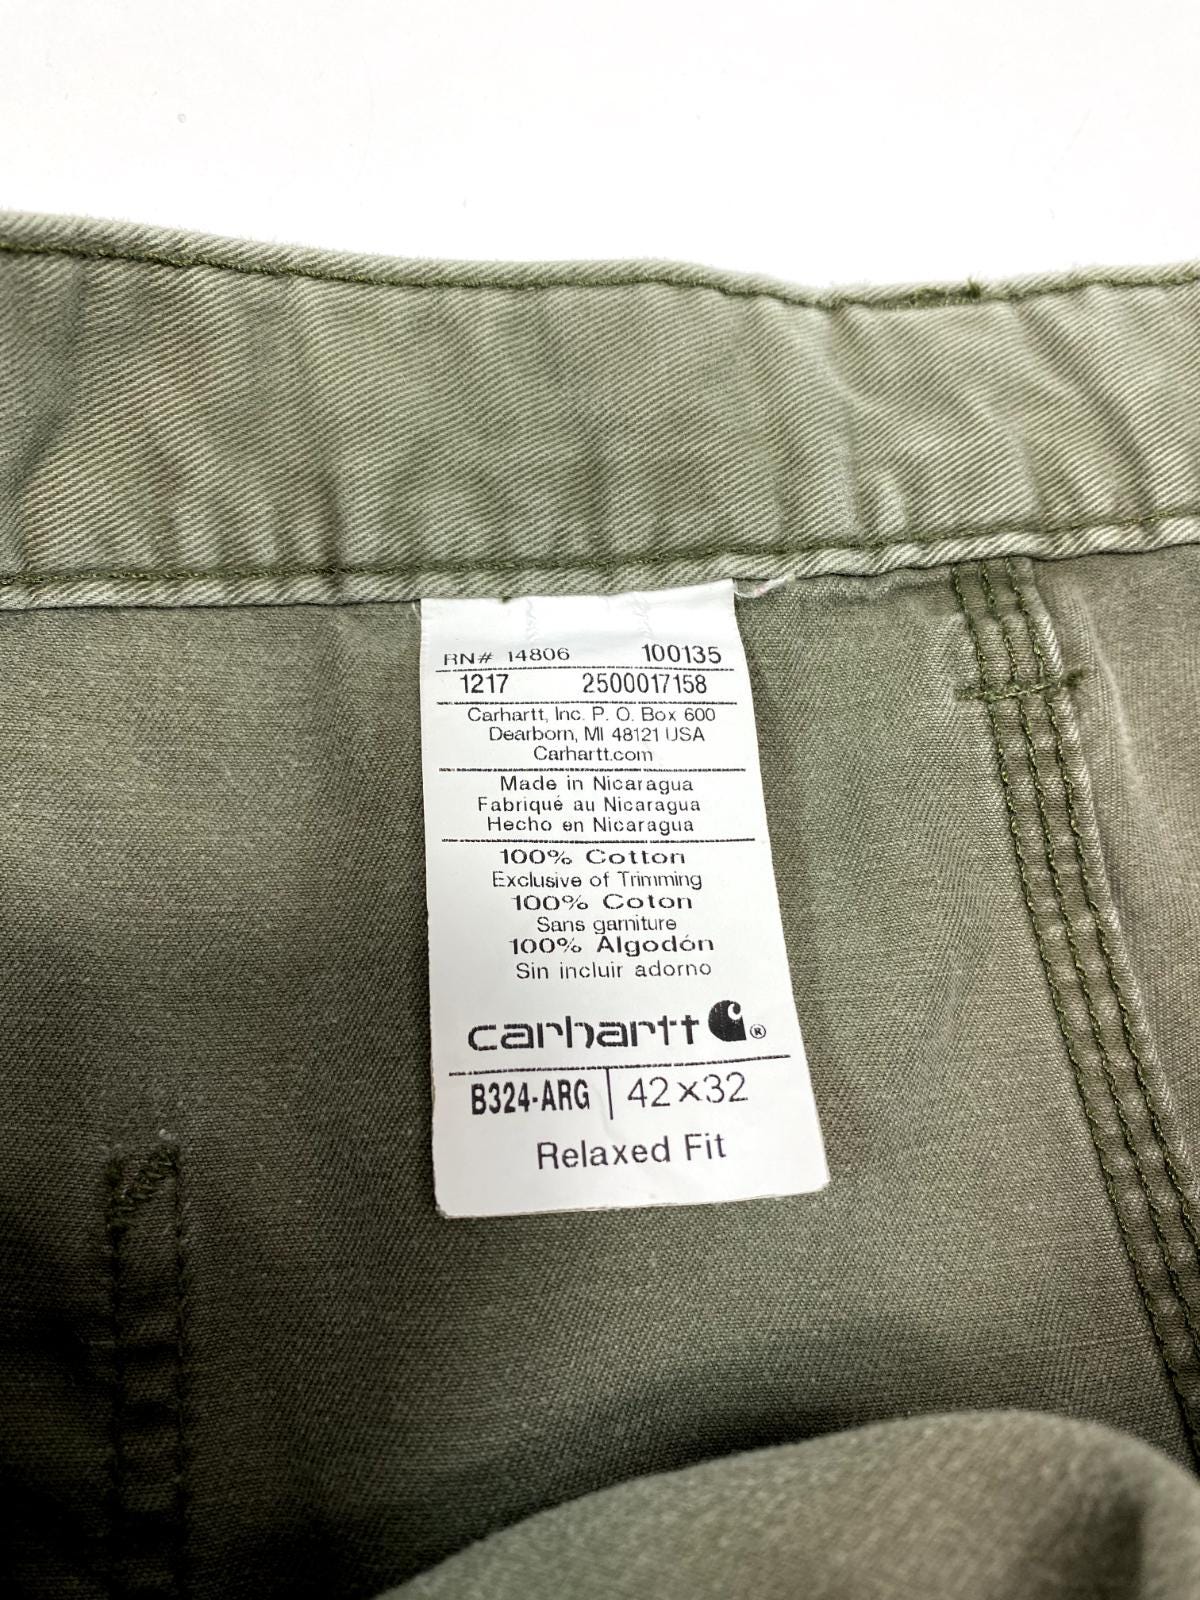 RN# 14806 100135
1217 2500017158
Carhartt, Inc. P. O. Box 600
Dearborn, MI 48121 USA
Carhartt.com
Made in Nicaragua
Fabriqué au Nicaragua
Hecho en Nicaragua
100% Cotton
Exclusive of Trimming
100% Coton
Sans garniture
100% Algodón
Sin incluir adorno
carhartt ®
B324-ARG 42×32
Relaxed Fit